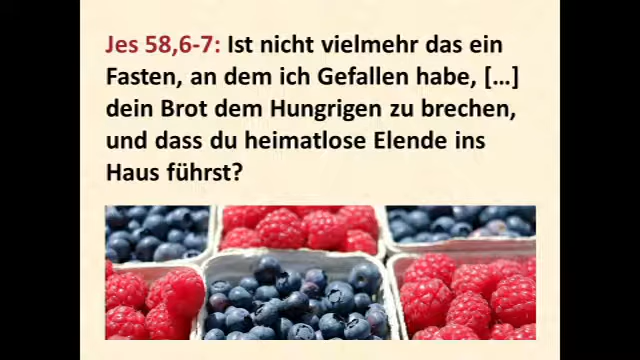 Jes 58,6-7: Ist nicht vielmehr das ein
Fasten, an dem ich Gefallen habe, […]
dein Brot dem Hungrigen zu brechen,
und dass du heimatlose Elende ins
Haus führst?